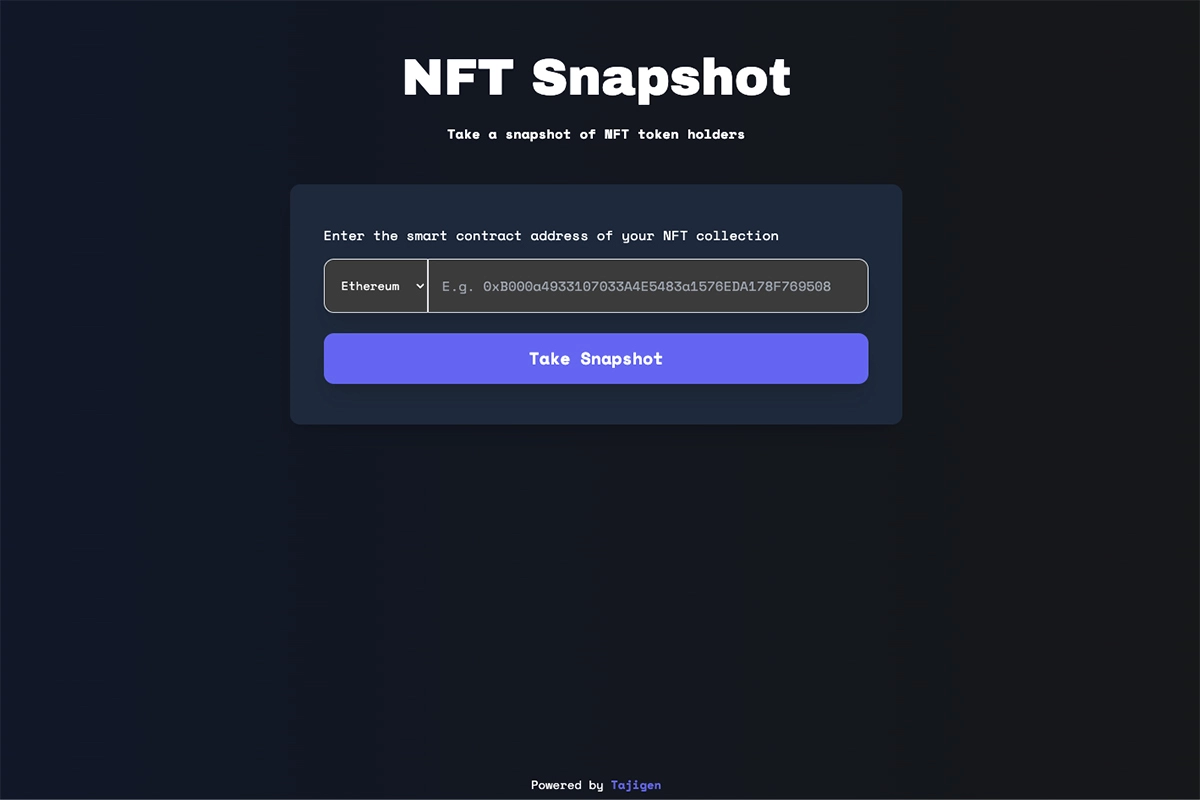 NFT Snapshot
Take a snapshot of NFT token holders
Enter the smart contract address of your NFT collection
Ethereum E.g. 0xB000a4933107033A4E5483a1576EDA178F769508
Take Snapshot
Powered by Tajigen